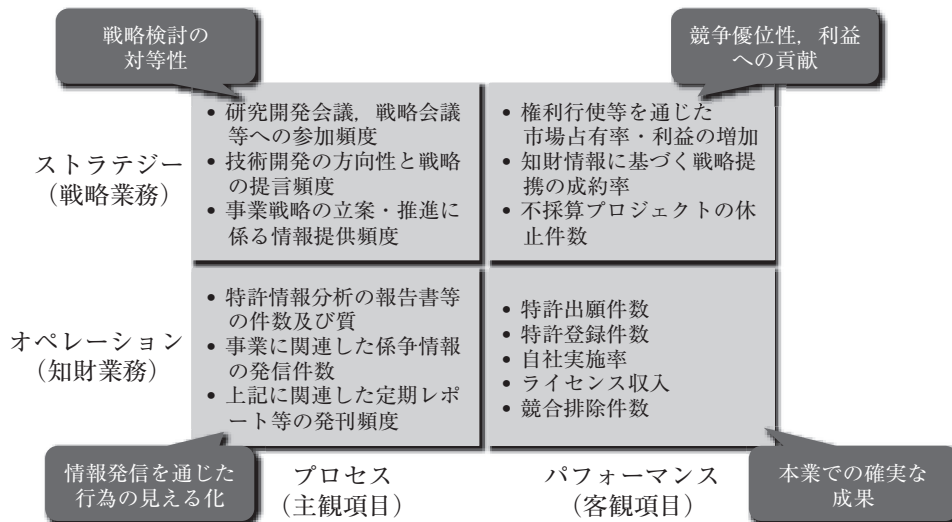 戦略検討の
対等性
競争優位性，利益
への貢献
ストラテジー
（戦略業務）
• 研究開発会議，戦略会議
等への参加頻度
• 技術開発の方向性と戦略
の提言頻度
• 事業戦略の立案・推進に
係る情報提供頻度
• 権利行使等を通じた
市場占有率・利益の増加
• 知財情報に基づく戦略提
携の成約率
• 不採算プロジェクトの休
止件数
オペレーション
（知財業務）
• 特許情報分析の報告書等
の件数及び質
• 事業に関連した係争情報
の発信件数
• 上記に関連した定期レポ
ート等の発刊頻度
• 特許出願件数
• 特許登録件数
• 自社実施率
• ライセンス収入
• 競合排除件数
情報発信を通じた
行為の見える化
プロセス
（主観項目）
パフォーマンス
（客観項目）
本業での確実な
成果